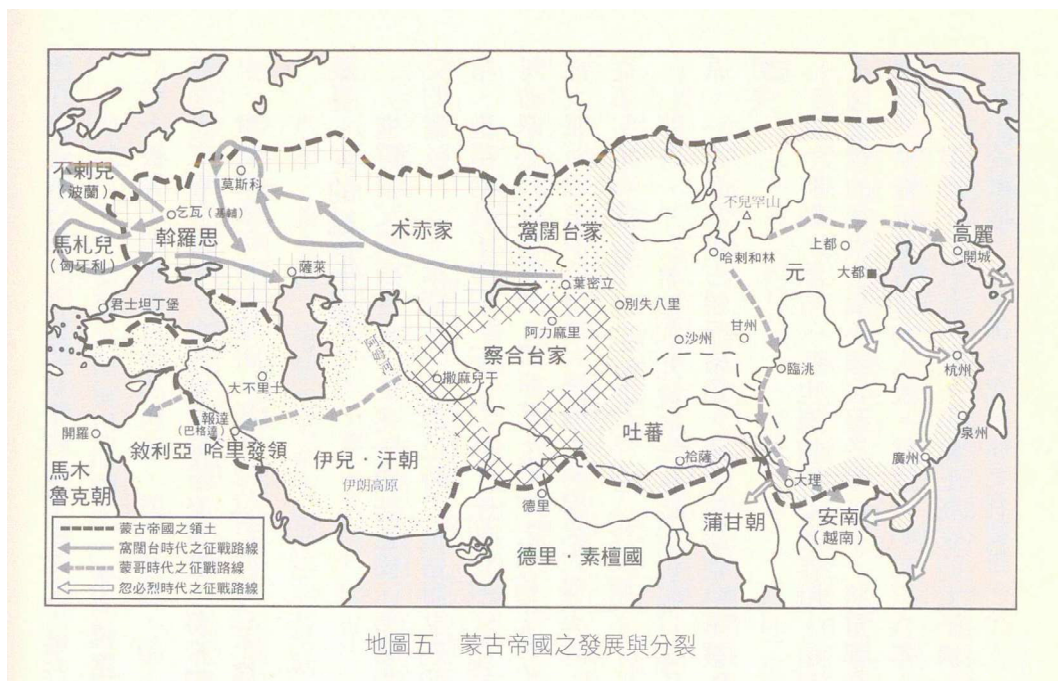 不剌兒
(波蘭)
莫斯科
乞瓦(基輔)
斡羅思
馬札兒
(匈牙利)
朮赤家
窩闊台家
不兒罕山
哈剌和林
上都
元
大都
高麗
開城
薩萊
葉密立
別失八里
君士坦丁堡
阿力麻里
察合台家
沙州
甘州
臨洮
杭州
大不里士
撒麻兒干
報達
(巴格達)
開羅
敘利亞
哈里發領
伊兒・汗朝
伊朗高原
吐蕃
袷薩
泉州
廣州
馬木
魯克朝
德里
大理
蒲甘朝
安南
(越南)
德里・素檀國
蒙古帝國之領土
窩闊台時代之征戰路線
蒙哥時代之征戰路線
忽必烈時代之征戰路線
地圖五 蒙古帝國之發展與分裂